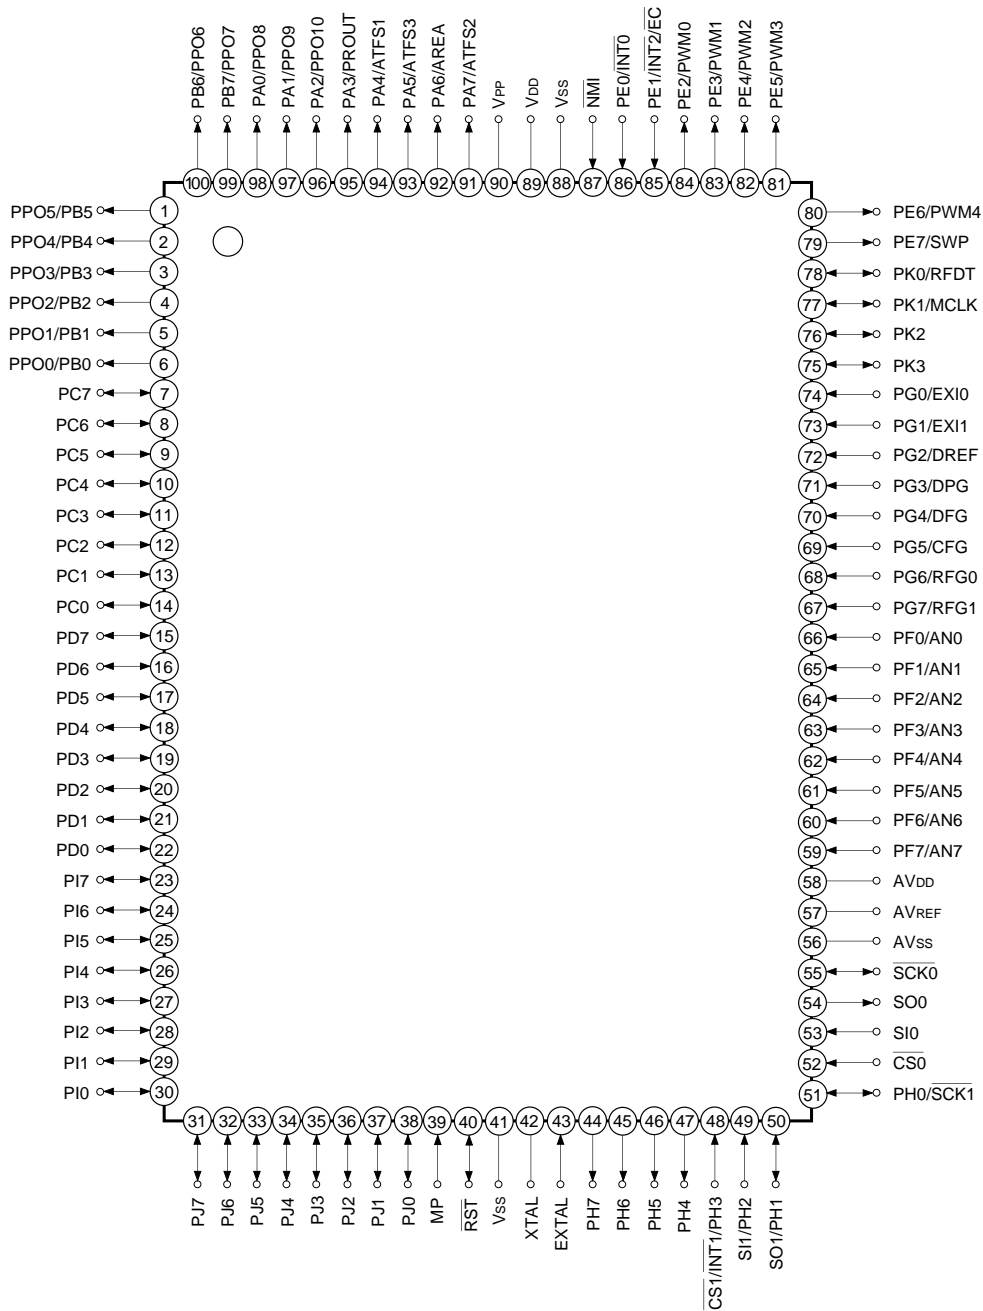 PB6/PPO6
PB7/PPO7
PA0/PPO8
PA1/PPO9
PA2/PPO10
PA3/PROUT
PA4/ATFS1
PA5/ATFS3
PA6/AREA
PA7/ATFS2
VPP
VDD
VSS
NMI
PE0/INT0
PE1/INT2/EC
PE2/PWM0
PE3/PWM1
PE4/PWM2
PE5/PWM3
100 99 98 97 96 95 94 93 92 91 90 89 88 87 86 85 84 83 82 81
PPO5/PB5 1
PPO4/PB4 2
PPO3/PB3 3
PPO2/PB2 4
PPO1/PB1 5
PPO0/PB0 6
PC7 7
PC6 8
PC5 9
PC4 10
PC3 11
PC2 12
PC1 13
PC0 14
PD7 15
PD6 16
PD5 17
PD4 18
PD3 19
PD2 20
PD1 21
PD0 22
PI7 23
PI6 24
PI5 25
PI4 26
PI3 27
PI2 28
PI1 29
PI0 30
80 PE6/PWM4
79 PE7/SWP
78 PK0/RFDT
77 PK1/MCLK
76 PK2
75 PK3
74 PG0/EXI0
73 PG1/EXI1
72 PG2/DREF
71 PG3/DPG
70 PG4/DFG
69 PG5/CFG
68 PG6/RFG0
67 PG7/RFG1
66 PF0/AN0
65 PF1/AN1
64 PF2/AN2
63 PF3/AN3
62 PF4/AN4
61 PF5/AN5
60 PF6/AN6
59 PF7/AN7
58 AVDD
57 AVREF
56 AVSS
55 SCK0
54 SO0
53 SI0
52 CS0
51 PH0/SCK1
31 32 33 34 35 36 37 38 39 40 41 42 43 44 45 46 47 48 49 50
PJ7
PJ6
PJ5
PJ4
PJ3
PJ2
PJ1
PJ0
MP
RST
VSS
XTAL
EXTAL
PH7
PH6
PH5
PH4
CS1/INT1/PH3
SI1/PH2
SO1/PH1